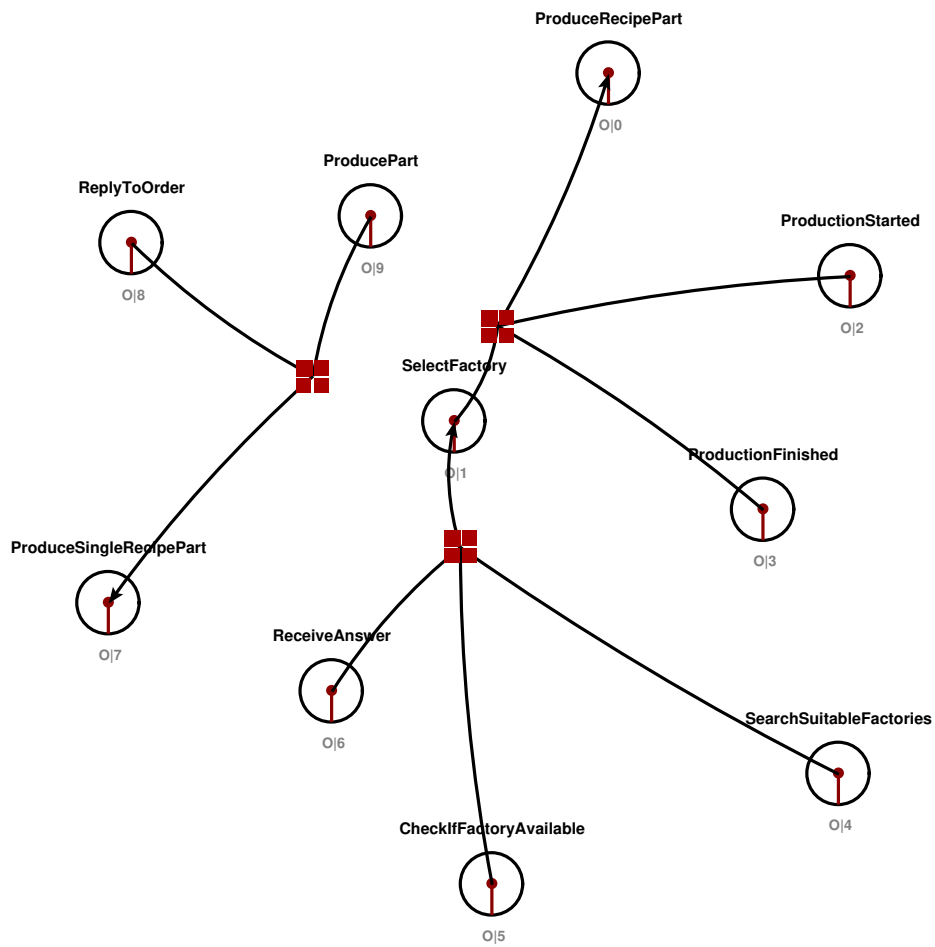 ProduceRecipePart
O|0
ProducePart
O|9
ReplyToOrder
O|8
ProductionStarted
O|2
SelectFactory
O|1
ProductionFinished
O|3
ProduceSingleRecipePart
O|7
ReceiveAnswer
O|6
SearchSuitableFactories
O|4
CheckIfFactoryAvailable
O|5